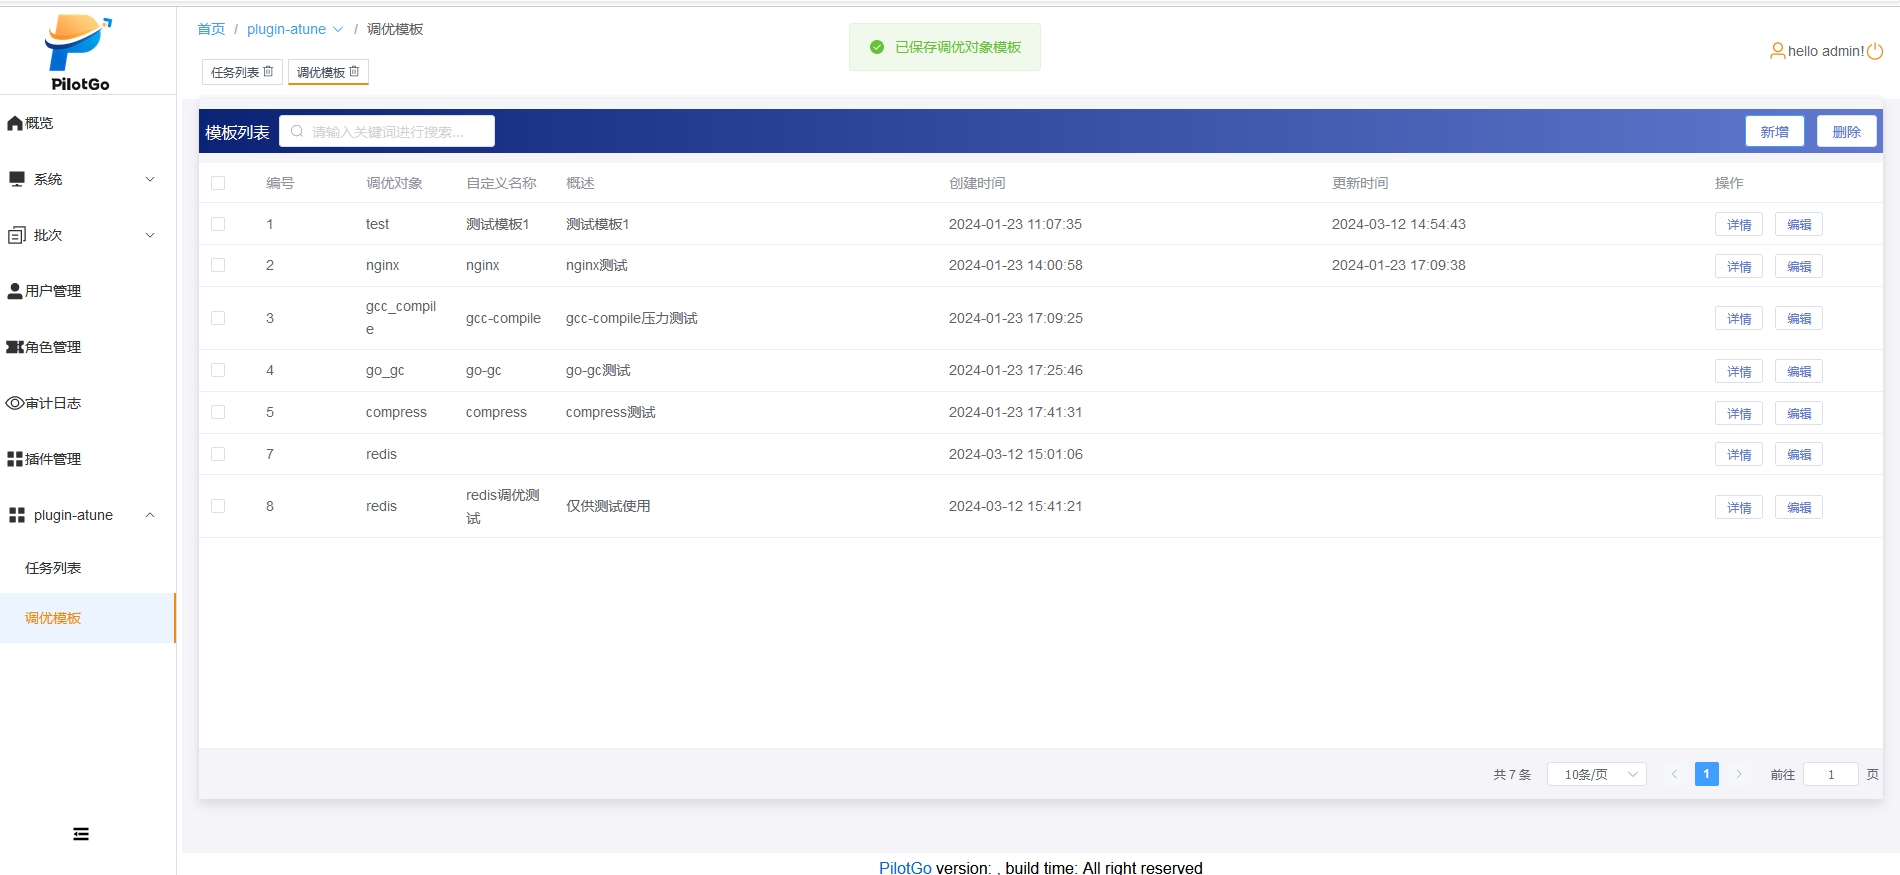 PilotGo
首页 / plugin-atune / 调优模板
已保存调优对象模板
hello admin!
任务列表 调优模板
概览
系统
批次
用户管理
角色管理
审计日志
插件管理
plugin-atune
任务列表
调优模板
模板列表 请输入关键词进行搜索... 新增 删除
编号 调优对象 自定义名称 概述 创建时间 更新时间 操作
1 test 测试模板1 测试模板1 2024-01-23 11:07:35 2024-03-12 14:54:43 详情 编辑
2 nginx nginx nginx测试 2024-01-23 14:00:58 2024-01-23 17:09:38 详情 编辑
3 gcc_compil
e gcc-compile gcc-compile压力测试 2024-01-23 17:09:25 详情 编辑
4 go_gc go-gc go-gc测试 2024-01-23 17:25:46 详情 编辑
5 compress compress compress测试 2024-01-23 17:41:31 详情 编辑
7 redis 2024-03-12 15:01:06 详情 编辑
8 redis redis调优测
试 仅供测试使用 2024-03-12 15:41:21 详情 编辑
共 7 条 10条/页 1 前往 1 页
PilotGo version: , build time: All right reserved